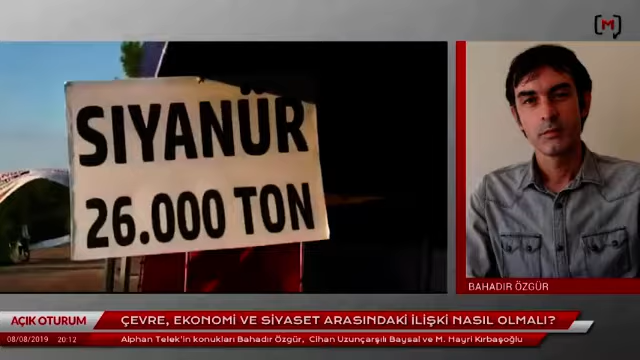 [M]
SIYANÜR
26.000 TON
BAHADIR ÖZGÜR
AÇIK OTURUM
ÇEVRE, EKONOMİ VE SİYASET ARASINDAKİ İLİŞKİ NASIL OLMALI?
08/08/2019 20:12
Alphan Telek'in konukları Bahadır Özgür, Cihan Uzunçarşılı Baysal ve M. Hayri Kırbaşoğlu